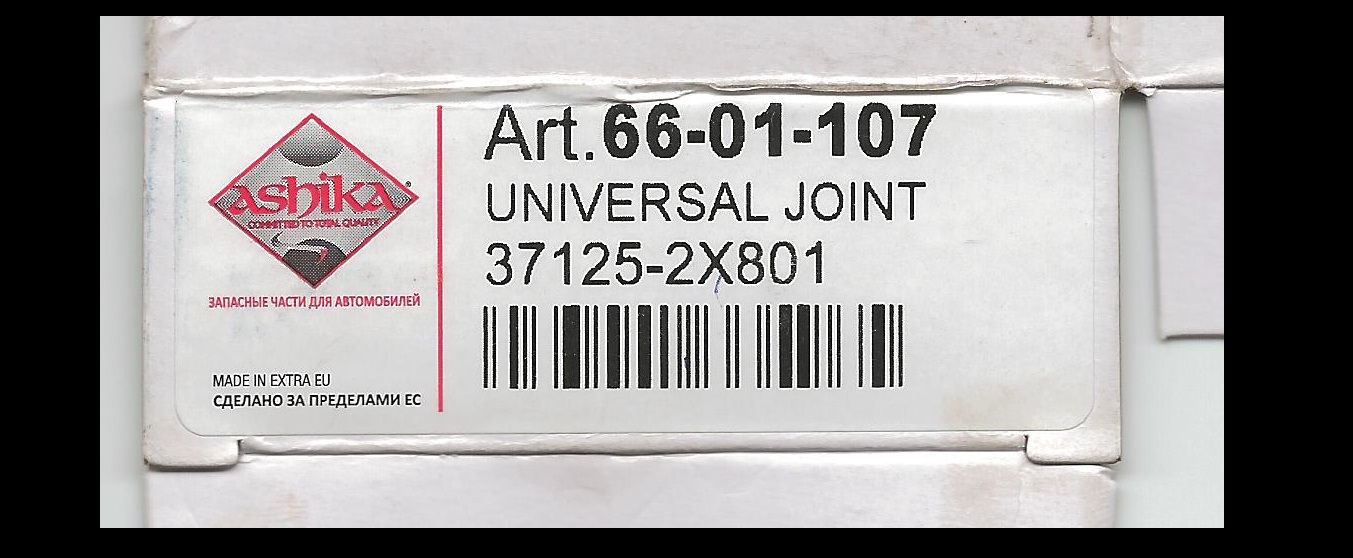 ashika®
COMMITTED TO TOTAL QUALITY
ЗАПАСНЫЕ ЧАСТИ ДЛЯ АВТОМОБИЛЕЙ
MADE IN EXTRA EU
СДЕЛАНО ЗА ПРЕДЕЛАМИ ЕС
Art.66-01-107
UNIVERSAL JOINT
37125-2X801